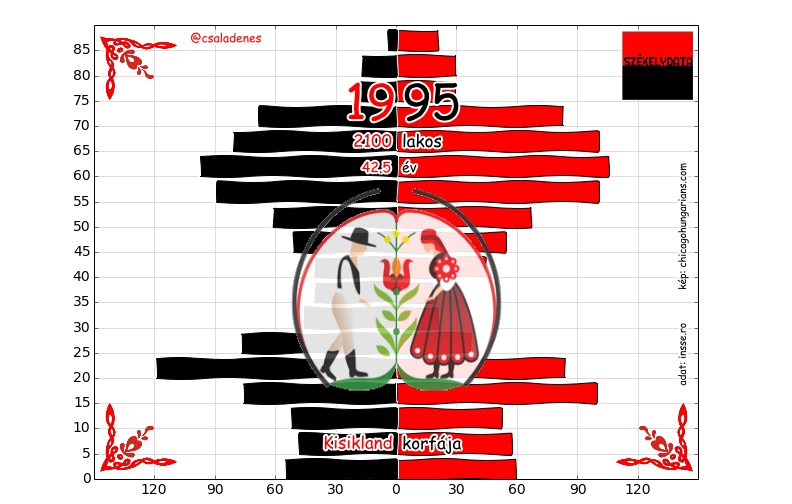 @csaladenes
SZÉKELYDATA
1995
2100 lakos
42.5 év
kép: chicagohungarians.com
adat: insse.ro
Kisikland korfája
85
80
75
70
65
60
55
50
45
40
35
30
25
20
15
10
5
0
120 90 60 30 0 30 60 90 120